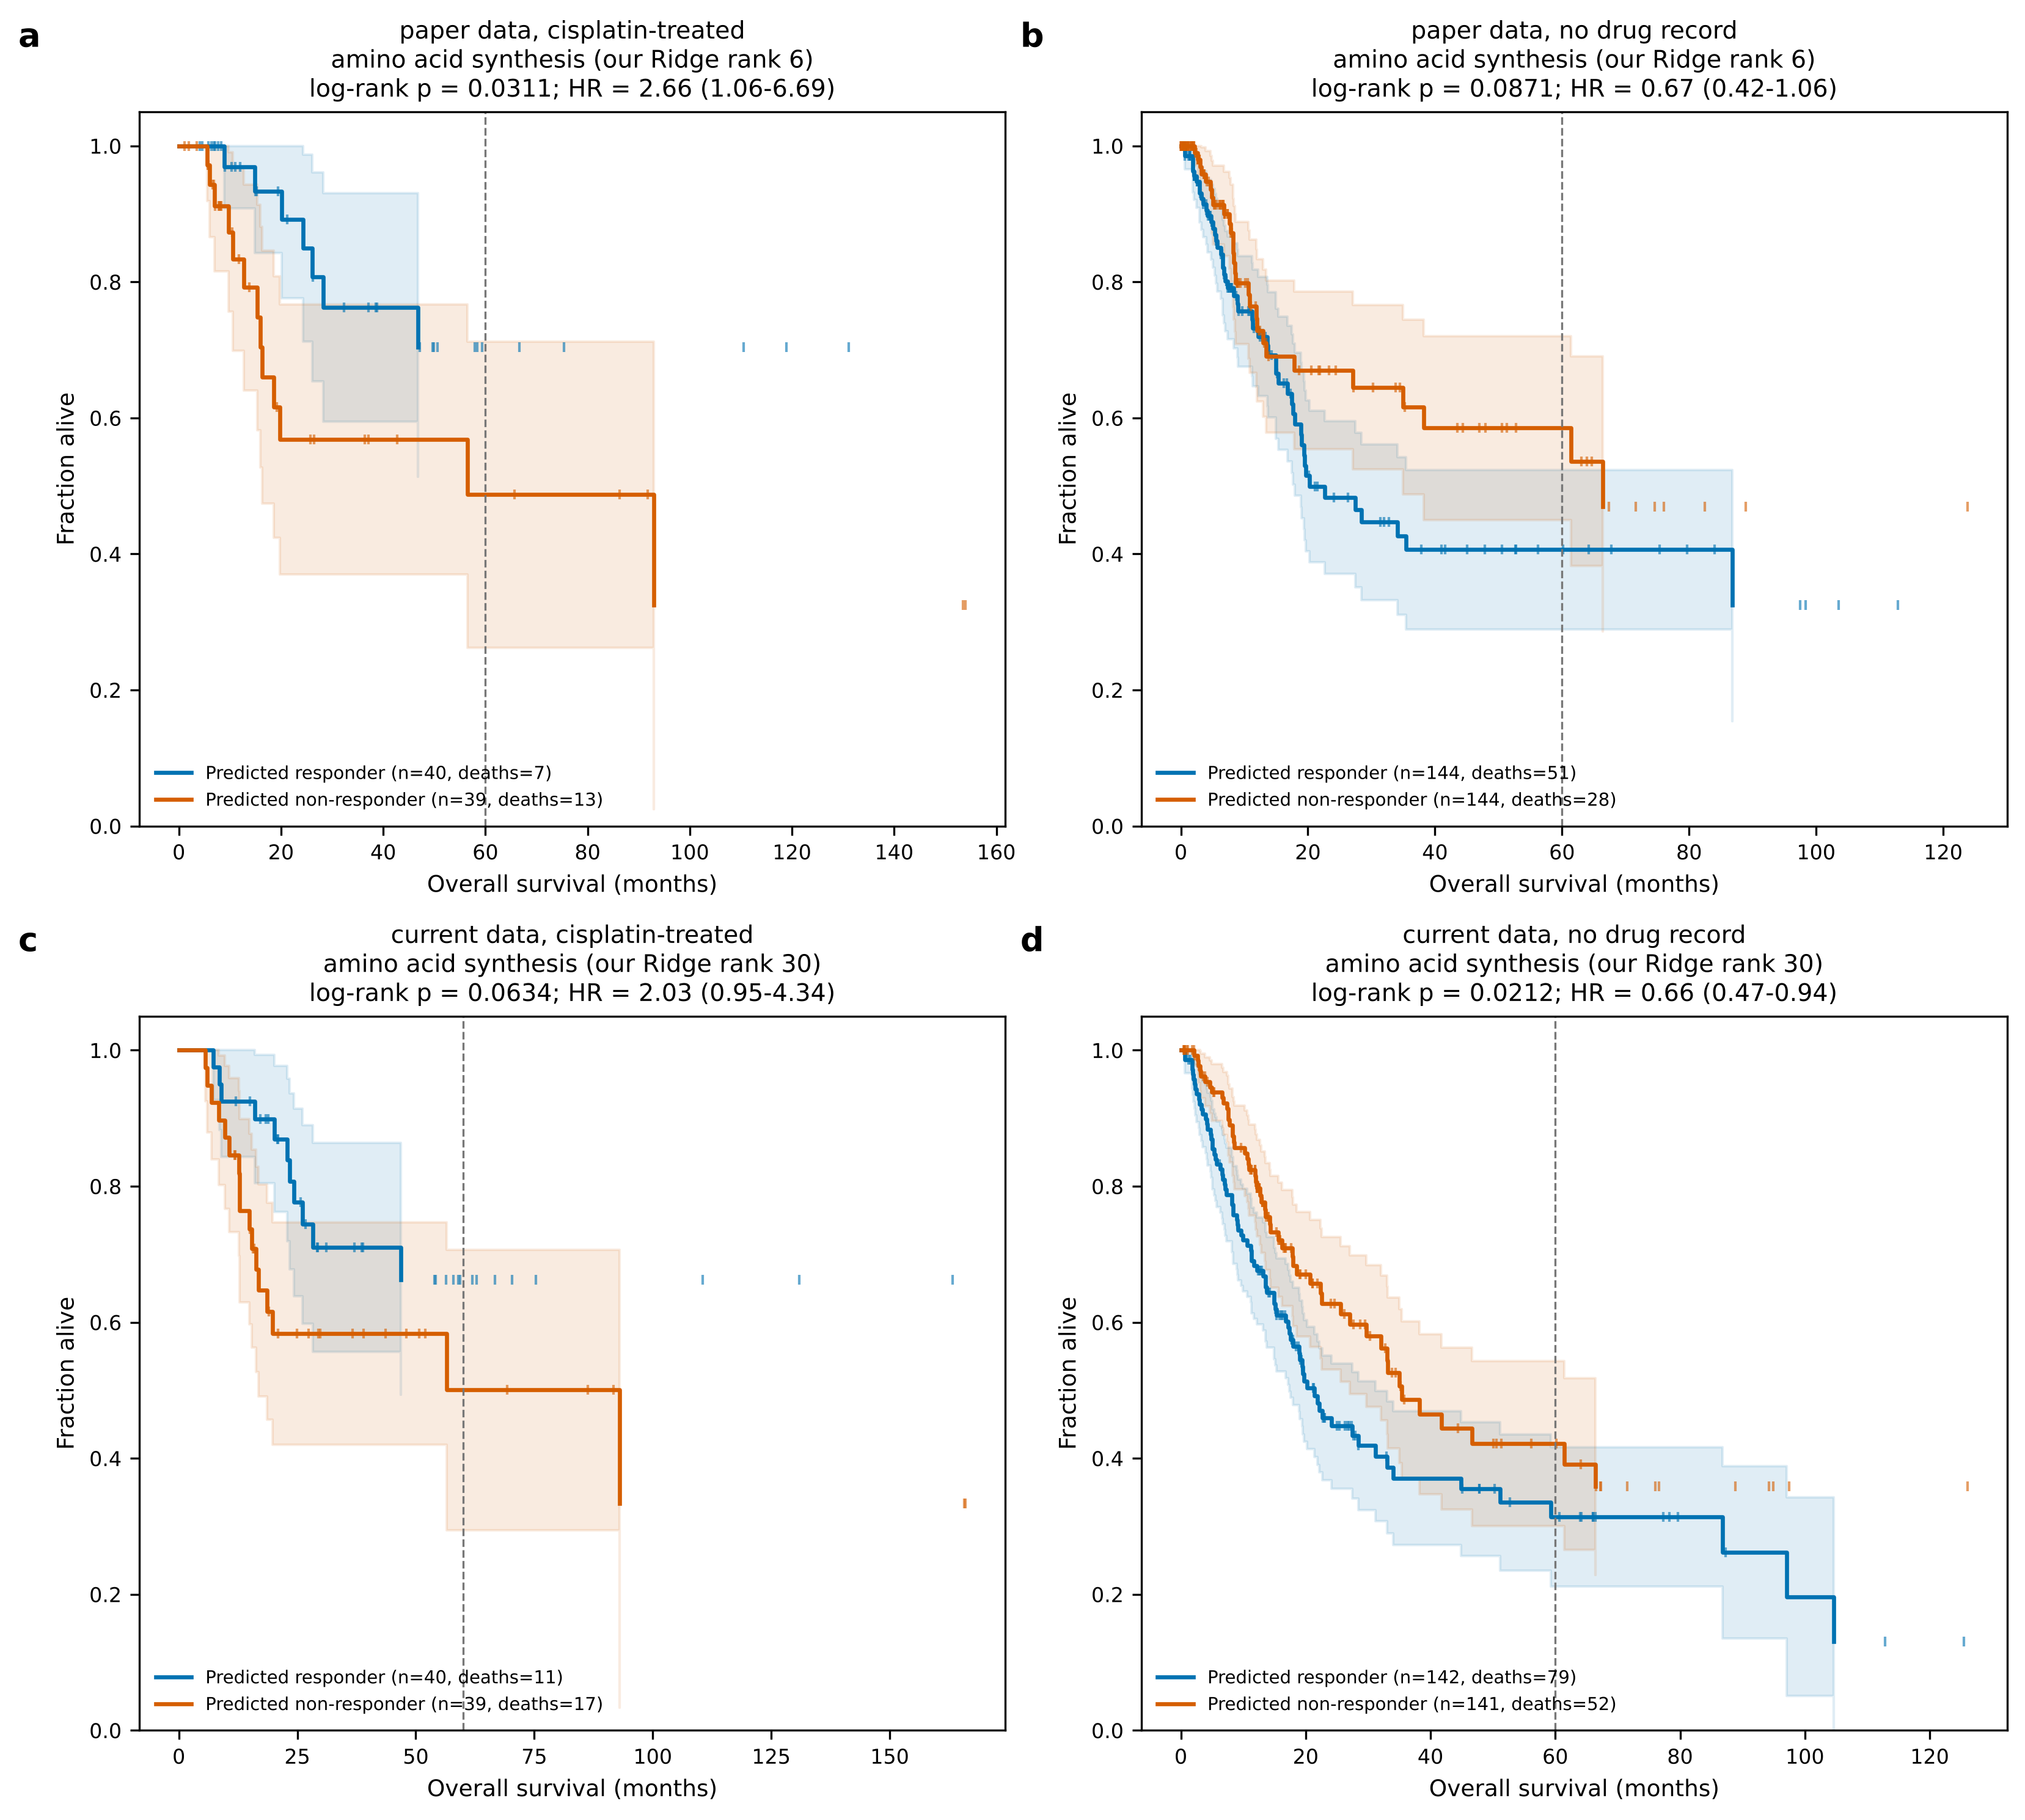 a
paper data, cisplatin-treated
amino acid synthesis (our Ridge rank 6)
log-rank p = 0.0311; HR = 2.66 (1.06-6.69)
Fraction alive
1.0
0.8
0.6
0.4
0.2
0.0
Predicted responder (n=40, deaths=7)
Predicted non-responder (n=39, deaths=13)
0 20 40 60 80 100 120 140 160
Overall survival (months)
b
paper data, no drug record
amino acid synthesis (our Ridge rank 6)
log-rank p = 0.0871; HR = 0.67 (0.42-1.06)
Fraction alive
1.0
0.8
0.6
0.4
0.2
0.0
Predicted responder (n=144, deaths=51)
Predicted non-responder (n=144, deaths=28)
0 20 40 60 80 100 120
Overall survival (months)
c
current data, cisplatin-treated
amino acid synthesis (our Ridge rank 30)
log-rank p = 0.0634; HR = 2.03 (0.95-4.34)
Fraction alive
1.0
0.8
0.6
0.4
0.2
0.0
Predicted responder (n=40, deaths=11)
Predicted non-responder (n=39, deaths=17)
0 25 50 75 100 125 150
Overall survival (months)
d
current data, no drug record
amino acid synthesis (our Ridge rank 30)
log-rank p = 0.0212; HR = 0.66 (0.47-0.94)
Fraction alive
1.0
0.8
0.6
0.4
0.2
0.0
Predicted responder (n=142, deaths=79)
Predicted non-responder (n=141, deaths=52)
0 20 40 60 80 100 120
Overall survival (months)